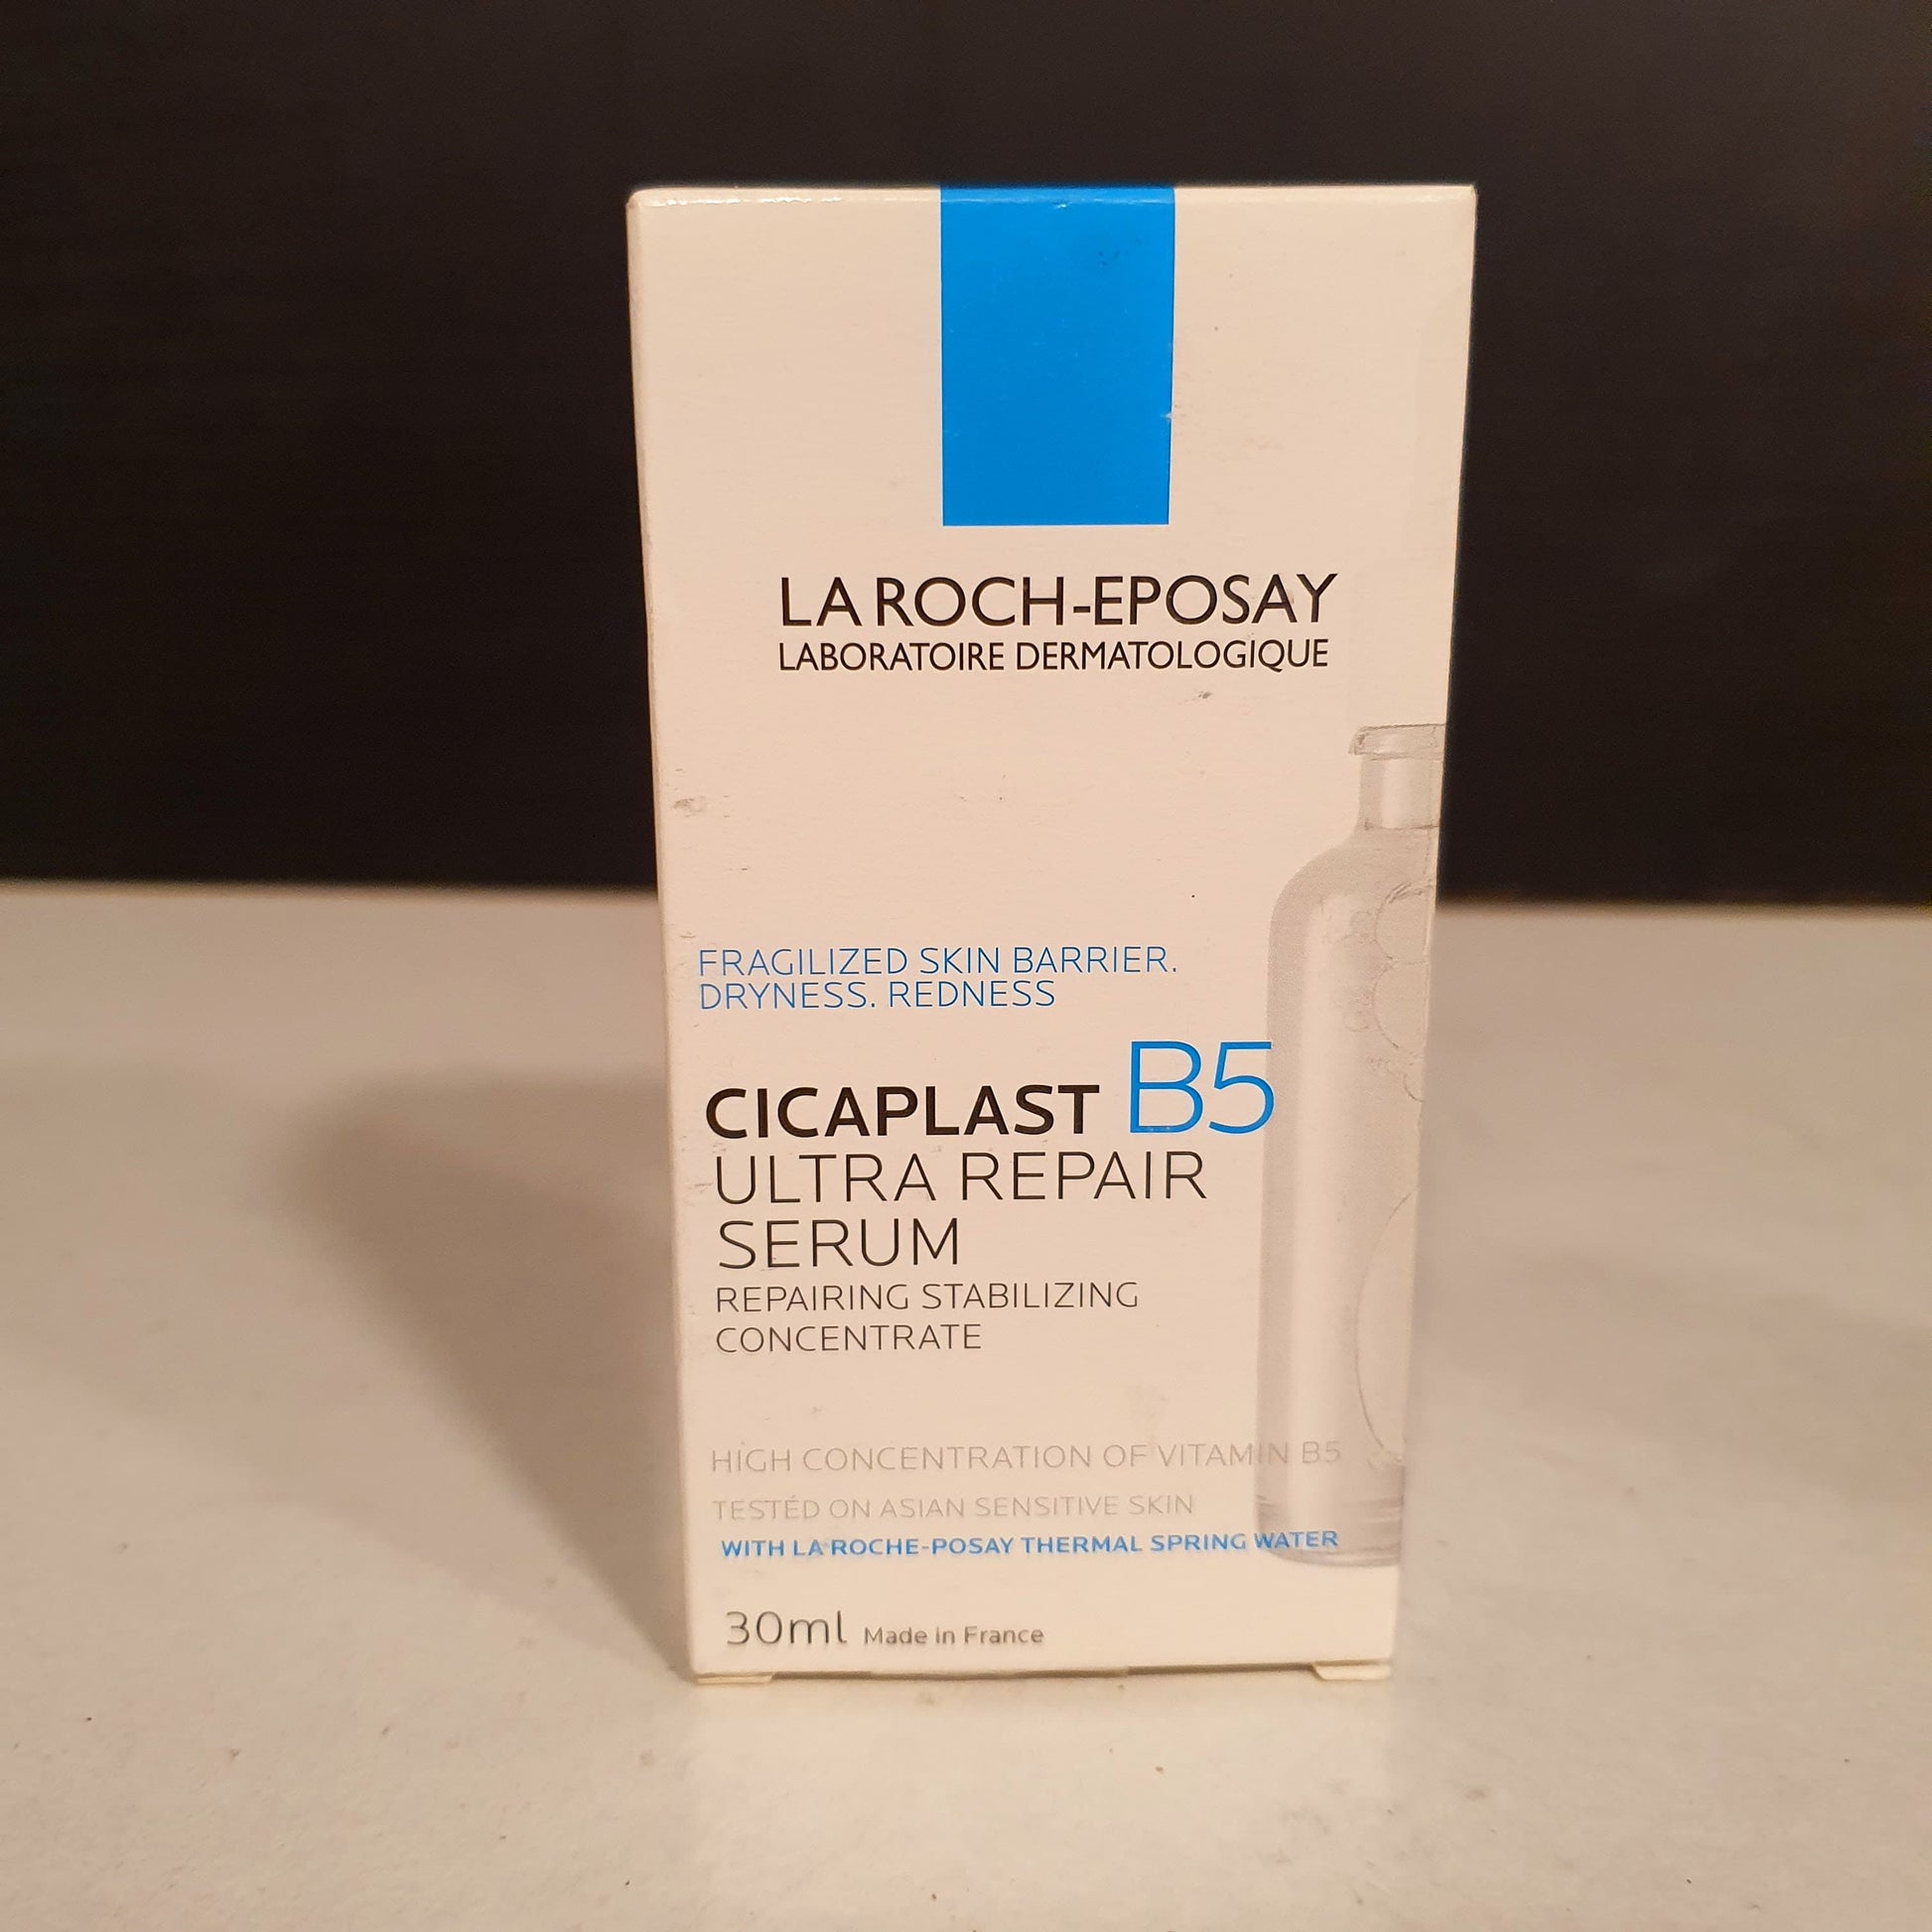 LA ROCH-EPOSAY
LABORATOIRE DERMATOLOGIQUE
FRAGILIZED SKIN BARRIER.
DRYNESS. REDNESS
CICAPLAST B5
ULTRA REPAIR
SERUM
REPAIRING STABILIZING
CONCENTRATE
HIGH CONCENTRATION OF VITAMIN B5
TESTÉD ON ASIAN SENSITIVE SKIN
WITH LA ROCHE-POSAY THERMAL SPRING WATER
30ml Made in France